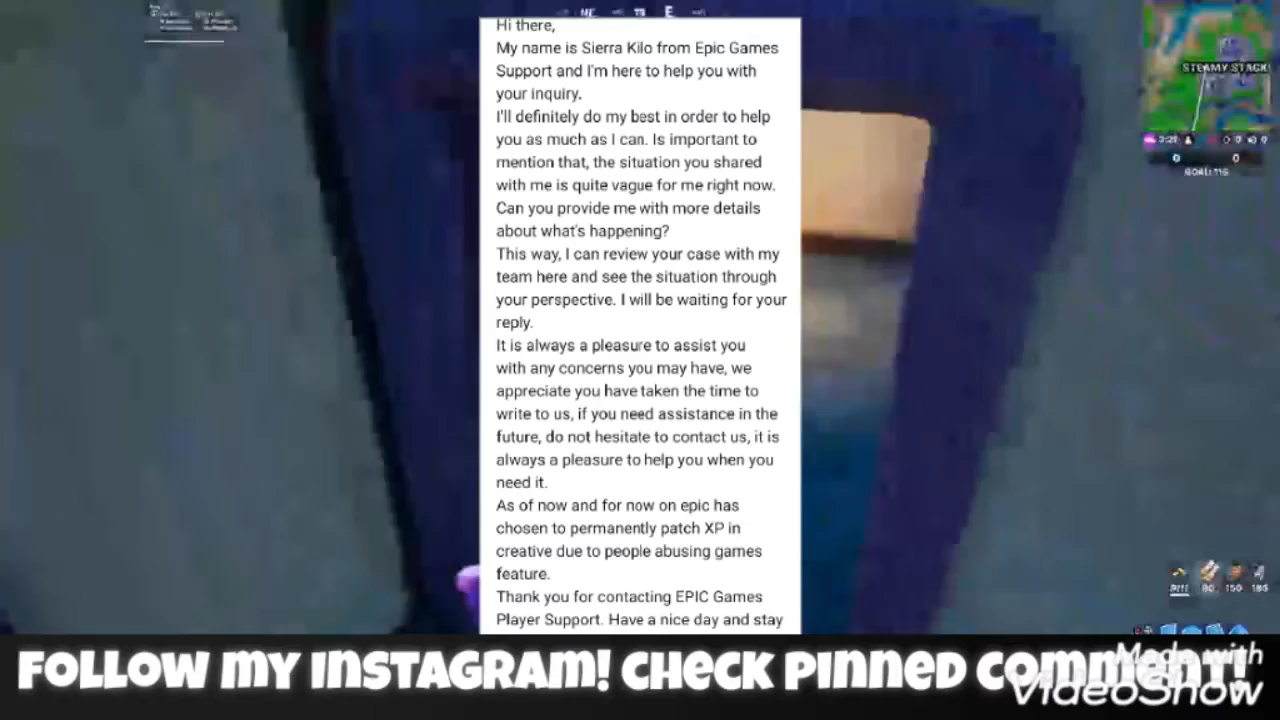 NE
E
Hi there,
My name is Sierra Kilo from Epic Games
Support and I'm here to help you with
your inquiry.
I'll definitely do my best in order to help
you as much as I can. Is important to
mention that, the situation you shared
with me is quite vague for me right now.
Can you provide me with more details
about what's happening?
This way, I can review your case with my
team here and see the situation through
your perspective. I will be waiting for your
reply.
It is always a pleasure to assist you
with any concerns you may have, we
appreciate you have taken the time to
write to us, if you need assistance in the
future, do not hesitate to contact us, it is
always a pleasure to help you when you
need it.
As of now and for now on epic has
chosen to permanently patch XP in
creative due to people abusing games
feature.
Thank you for contacting EPIC Games
Player Support. Have a nice day and stay
STEAMY STACK
0 0
GOAL: 115
FOLLOW MY INSTAGRAM! CHECK PINNED COMMENT!
Made with
VideoShow